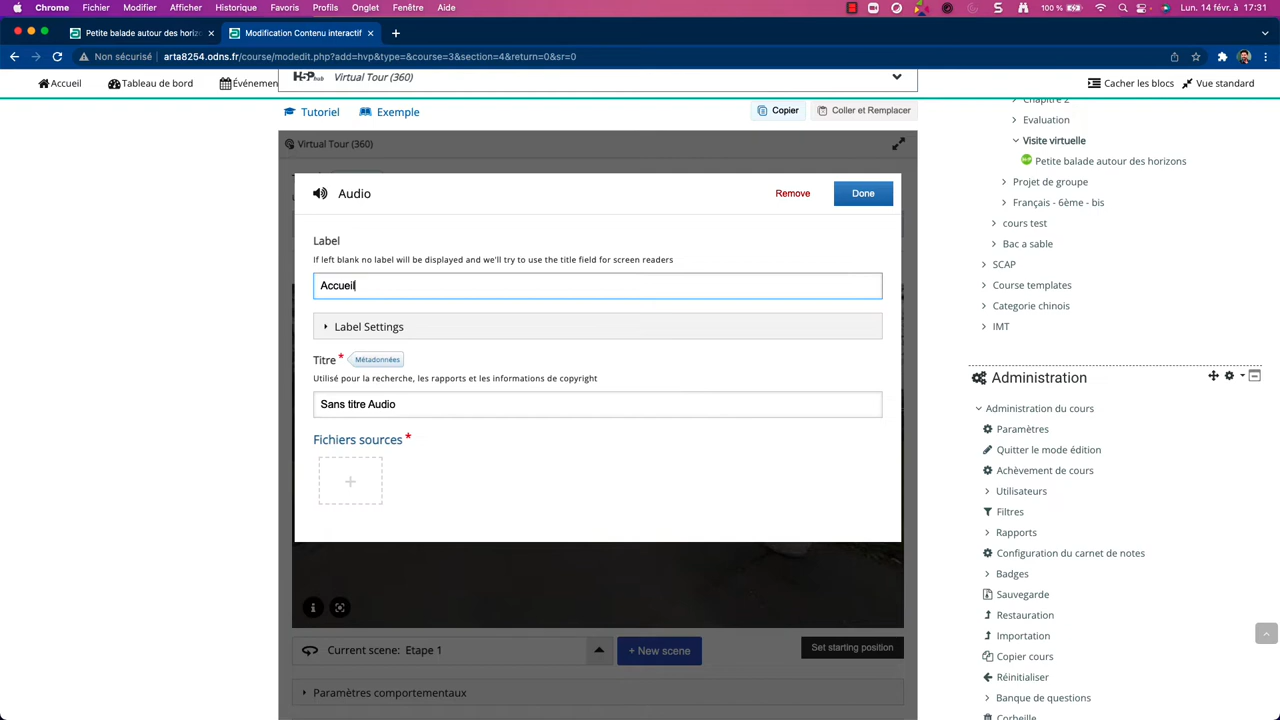 Chrome Fichier Modifier Afficher Historique Favoris Profils Onglet Fenêtre Aide 100 % Lun. 14 février à 17:31
Petite balade autour des horizo × Modification Contenu interactif × +
Non sécurisé arta8254.odns.fr/course/modedit.php?add=hvp&type=&course=3&section=4&return=0&sr=0
Accueil Tableau de bord Événemen H5P hub Virtual Tour (360) Cacher les blocs Vue standard
Tutoriel Exemple Copier Coller et Remplacer
Virtual Tour (360)
Audio Remove Done
Label
If left blank no label will be displayed and we'll try to use the title field for screen readers
Accueil
Label Settings
Titre * Métadonnées
Utilisé pour la recherche, les rapports et les informations de copyright
Sans titre Audio
Fichiers sources *
+
Current scene: Etape 1 + New scene Set starting position
Paramètres comportementaux
Chapitre 2
Evaluation
Visite virtuelle
Petite balade autour des horizons
Projet de groupe
Français - 6ème - bis
cours test
Bac a sable
SCAP
Course templates
Categorie chinois
IMT
Administration
Administration du cours
Paramètres
Quitter le mode édition
Achèvement de cours
Utilisateurs
Filtres
Rapports
Configuration du carnet de notes
Badges
Sauvegarde
Restauration
Importation
Copier cours
Réinitialiser
Banque de questions
Corbeille